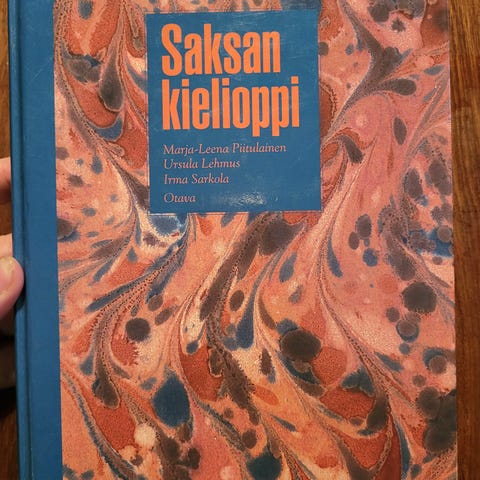 Saksan
kielioppi
Marja-Leena Piitulainen
Ursula Lehmus
Irma Sarkola
Otava